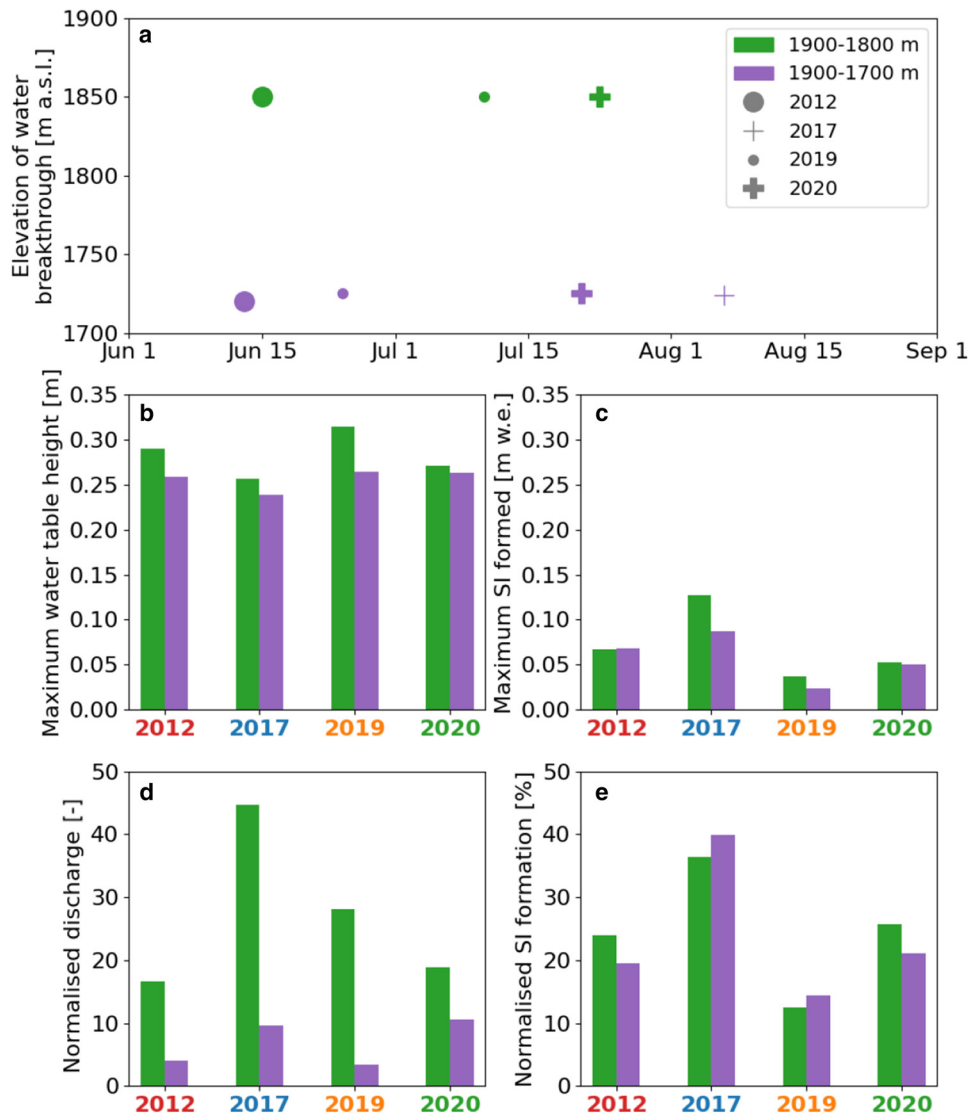 a
Elevation of water
breakthrough [m a.s.l.]
1900
1850
1800
1750
1700
Jun 1
Jun 15
Jul 1
Jul 15
Aug 1
Aug 15
Sep 1
1900-1800 m
1900-1700 m
2012
2017
2019
2020
b
Maximum water table height [m]
0.35
0.30
0.25
0.20
0.15
0.10
0.05
0.00
2012
2017
2019
2020
c
Maximum SI formed [m w.e.]
0.35
0.30
0.25
0.20
0.15
0.10
0.05
0.00
2012
2017
2019
2020
d
Normalised discharge [-]
50
40
30
20
10
0
2012
2017
2019
2020
e
Normalised SI formation [%]
50
40
30
20
10
0
2012
2017
2019
2020